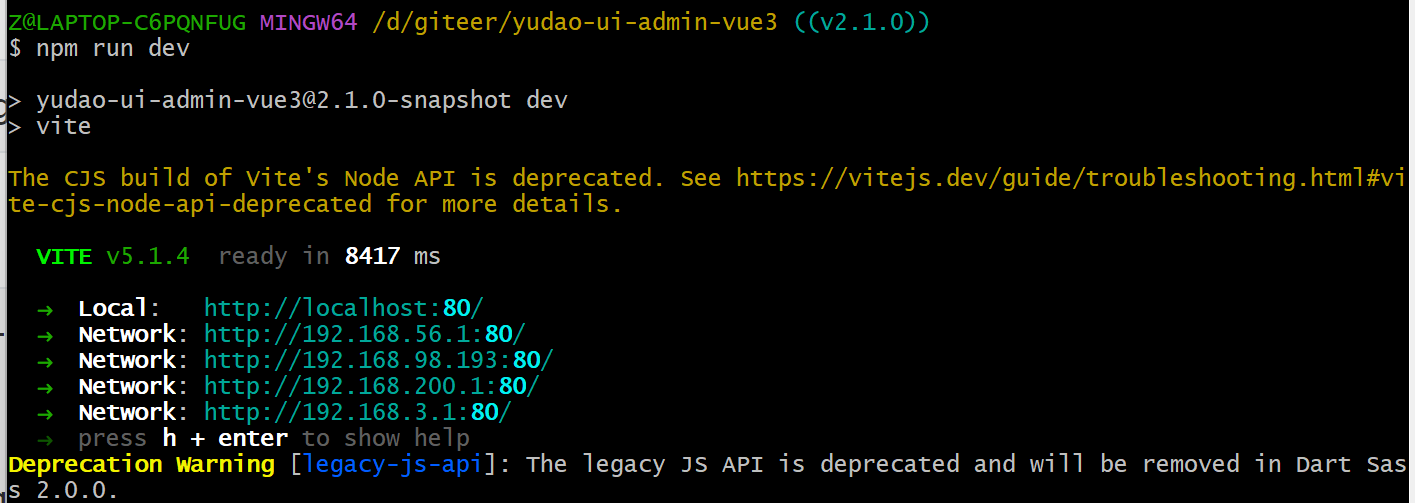 Z@LAPTOP-C6PQNFUG MINGW64 /d/giteer/yudao-ui-admin-vue3 ((v2.1.0))
$ npm run dev
> yudao-ui-admin-vue3@2.1.0-snapshot dev
> vite
The CJS build of Vite's Node API is deprecated. See https://vitejs.dev/guide/troubleshooting.html#vi
te-cjs-node-api-deprecated for more details.
VITE v5.1.4  ready in 8417 ms
➜  Local:   http://localhost:80/
➜  Network: http://192.168.56.1:80/
➜  Network: http://192.168.98.193:80/
➜  Network: http://192.168.200.1:80/
➜  Network: http://192.168.3.1:80/
➜  press h + enter to show help
Deprecation Warning [legacy-js-api]: The legacy JS API is deprecated and will be removed in Dart Sas
s 2.0.0.